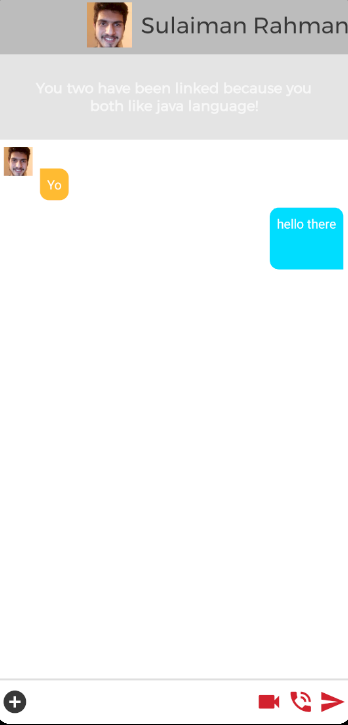 Sulaiman Rahman
You two have been linked because you
both like java language!
Yo
hello there